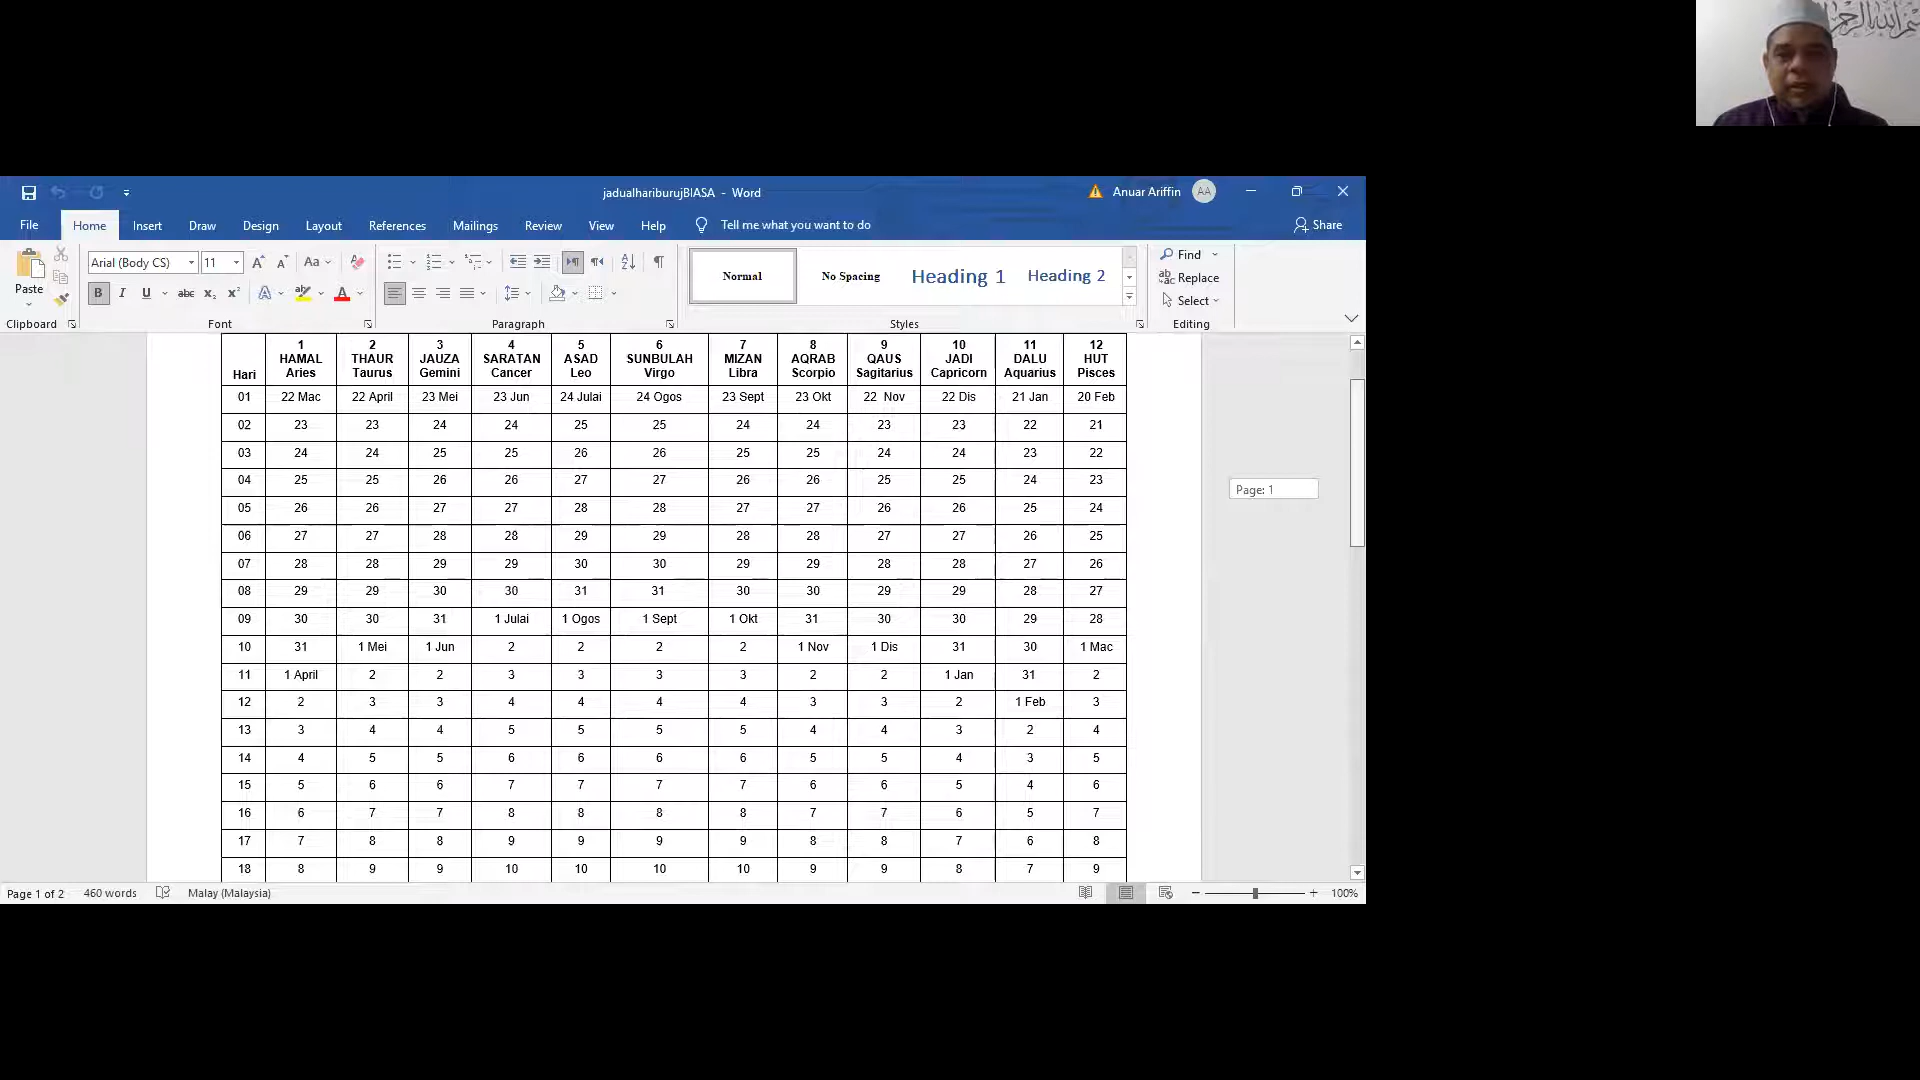 بسم الله الرحمن
jadualhariburujBIASA - Word
Anuar Ariffin AA
File Home Insert Draw Design Layout References Mailings Review View Help Tell me what you want to do Share
Paste Arial (Body CS) 11 Aa Normal No Spacing Heading 1 Heading 2 Find
Replace
Select
Clipboard Font Paragraph Styles Editing
1 2 3 4 5 6 7 8 9 10 11 12
HAMAL THAUR JAUZA SARATAN ASAD SUNBULAH MIZAN AQRAB QAUS JADI DALU HUT
Hari Aries Taurus Gemini Cancer Leo Virgo Libra Scorpio Sagitarius Capricorn Aquarius Pisces
01 22 Mac 22 April 23 Mei 23 Jun 24 Julai 24 Ogos 23 Sept 23 Okt 22 Nov 22 Dis 21 Jan 20 Feb
02 23 23 24 24 25 25 24 24 23 23 22 21
03 24 24 25 25 26 26 25 25 24 24 23 22
04 25 25 26 26 27 27 26 26 25 25 24 23
05 26 26 27 27 28 28 27 27 26 26 25 24
06 27 27 28 28 29 29 28 28 27 27 26 25
07 28 28 29 29 30 30 29 29 28 28 27 26
08 29 29 30 30 31 31 30 30 29 29 28 27
09 30 30 31 1 Julai 1 Ogos 1 Sept 1 Okt 31 30 30 29 28
10 31 1 Mei 1 Jun 2 2 2 2 1 Nov 1 Dis 31 30 1 Mac
11 1 April 2 2 3 3 3 3 2 2 1 Jan 31 2
12 2 3 3 4 4 4 4 3 3 2 1 Feb 3
13 3 4 4 5 5 5 5 4 4 3 2 4
14 4 5 5 6 6 6 6 5 5 4 3 5
15 5 6 6 7 7 7 7 6 6 5 4 6
16 6 7 7 8 8 8 8 7 7 6 5 7
17 7 8 8 9 9 9 9 8 8 7 6 8
18 8 9 9 10 10 10 10 9 9 8 7 9
Page: 1
Page 1 of 2 460 words Malay (Malaysia) 100%